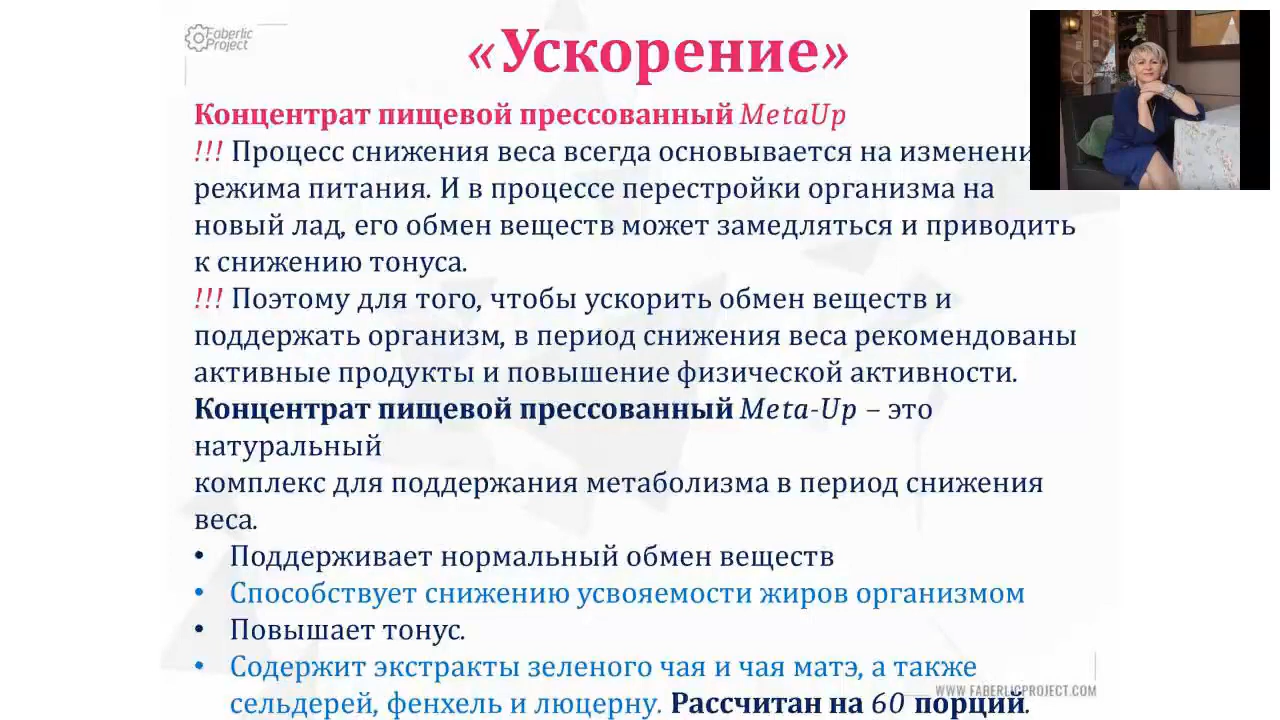 Faberlic
Project
«Ускорение»
Концентрат пищевой прессованный MetaUp
!!! Процесс снижения веса всегда основывается на изменени
режима питания. И в процессе перестройки организма на
новый лад, его обмен веществ может замедляться и приводить
к снижению тонуса.
!!! Поэтому для того, чтобы ускорить обмен веществ и
поддержать организм, в период снижения веса рекомендованы
активные продукты и повышение физической активности.
Концентрат пищевой прессованный Meta-Up – это
натуральный
комплекс для поддержания метаболизма в период снижения
веса.
• Поддерживает нормальный обмен веществ
• Способствует снижению усвояемости жиров организмом
• Повышает тонус.
• Содержит экстракты зеленого чая и чая матэ, а также
сельдерей, фенхель и люцерну. Рассчитан на 60 порций.
WWW.FABERLICPROJECT.COM